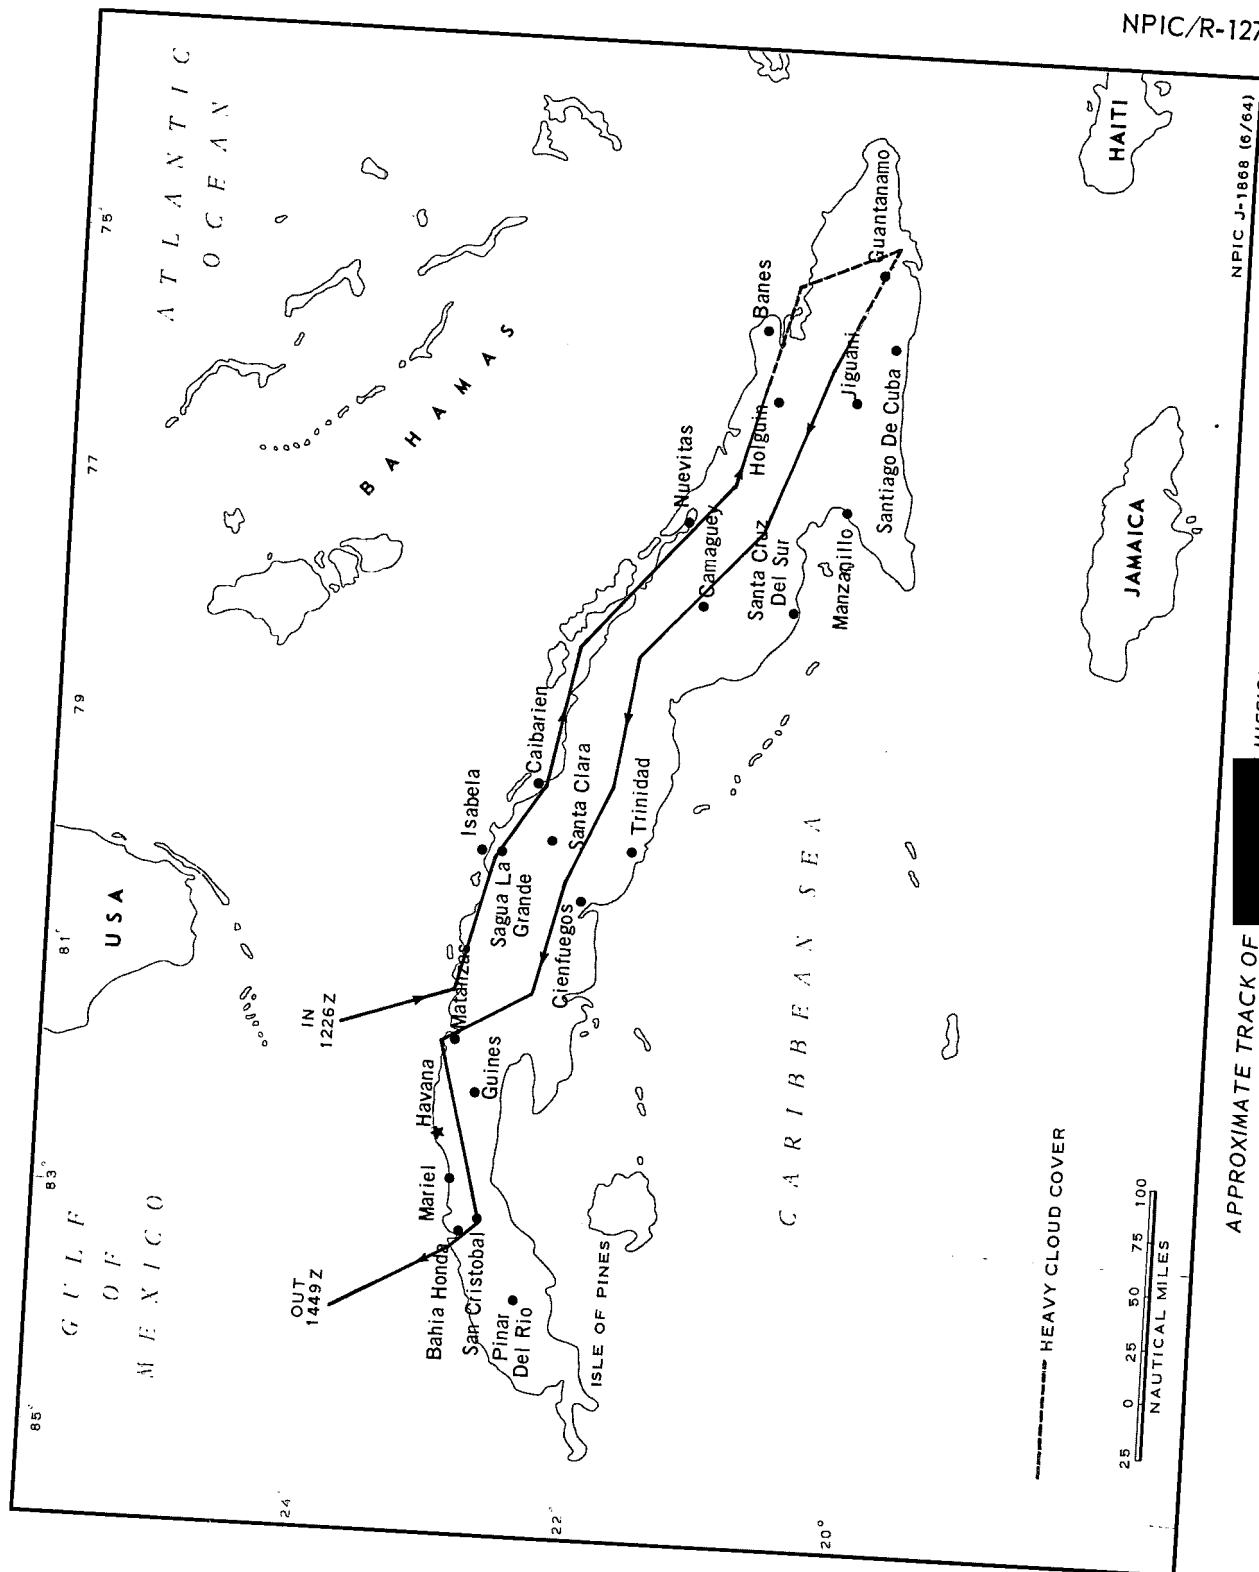 NPIC/R-127
ATLANTIC
OCEAN
GULF
OF
MEXICO
USA
BAHAMAS
CARIBBEAN SEA
HAITI
JAMAICA
85°
83°
81°
79
77
75°
24°
22°
20°
IN
1226Z
OUT
1449Z
Havana
Mariel
Bahia Honda
San Cristobal
Pinar
Del Rio
ISLE OF PINES
Guines
Matanzas
Cienfuegos
Sagua La
Grande
Isabela
Santa Clara
Caibarien
Trinidad
Nuevitas
Camaguey
Santa Cruz
Del Sur
Manzanillo
Holguin
Banes
Jiguani
Santiago De Cuba
Guantanamo
HEAVY CLOUD COVER
25 0 25 50 75 100
NAUTICAL MILES
NPIC J-1868 (6/64)
APPROXIMATE TRACK OF